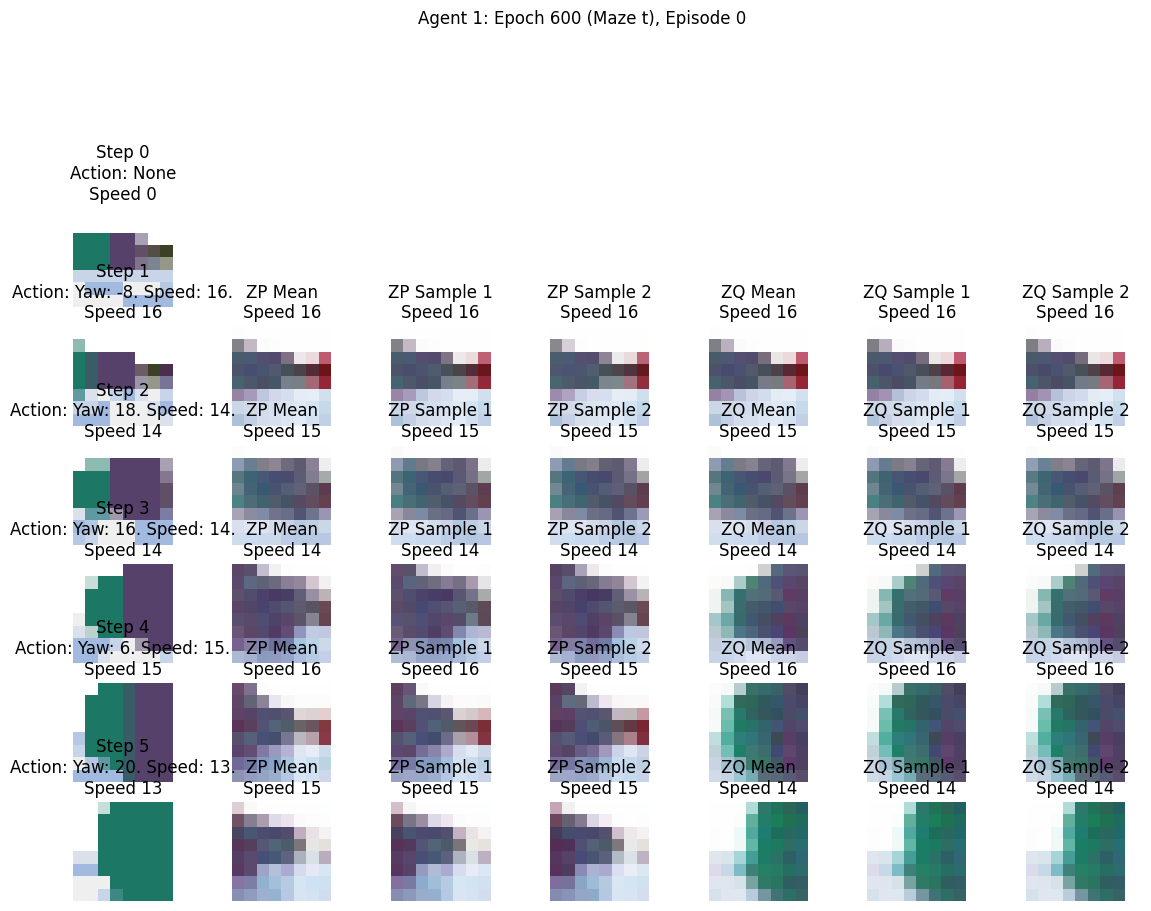 Agent 1: Epoch 600 (Maze t), Episode 0
Step 0
Action: None
Speed 0
Step 1
Action: Yaw: -8. Speed: 16.
Speed 16
ZP Mean
Speed 16
ZP Sample 1
Speed 16
ZP Sample 2
Speed 16
ZQ Mean
Speed 16
ZQ Sample 1
Speed 16
ZQ Sample 2
Speed 16
Step 2
Action: Yaw: 18. Speed: 14.
Speed 14
ZP Mean
Speed 15
ZP Sample 1
Speed 15
ZP Sample 2
Speed 15
ZQ Mean
Speed 15
ZQ Sample 1
Speed 15
ZQ Sample 2
Speed 15
Step 3
Action: Yaw: 16. Speed: 14.
Speed 14
ZP Mean
Speed 14
ZP Sample 1
Speed 14
ZP Sample 2
Speed 14
ZQ Mean
Speed 14
ZQ Sample 1
Speed 14
ZQ Sample 2
Speed 14
Step 4
Action: Yaw: 6. Speed: 15.
Speed 15
ZP Mean
Speed 16
ZP Sample 1
Speed 16
ZP Sample 2
Speed 15
ZQ Mean
Speed 16
ZQ Sample 1
Speed 16
ZQ Sample 2
Speed 16
Step 5
Action: Yaw: 20. Speed: 13.
Speed 13
ZP Mean
Speed 15
ZP Sample 1
Speed 15
ZP Sample 2
Speed 15
ZQ Mean
Speed 14
ZQ Sample 1
Speed 14
ZQ Sample 2
Speed 14